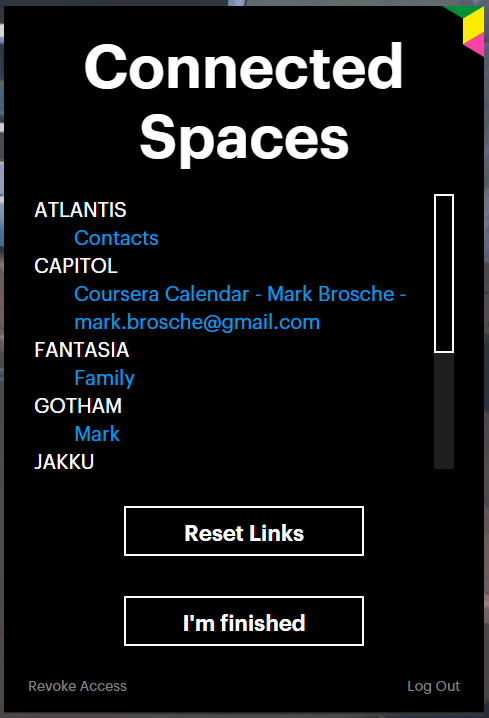 Connected
Spaces
ATLANTIS
Contacts
CAPITOL
Coursera Calendar - Mark Brosche -
mark.brosche@gmail.com
FANTASIA
Family
GOTHAM
Mark
JAKKU
Reset Links
I'm finished
Revoke Access
Log Out